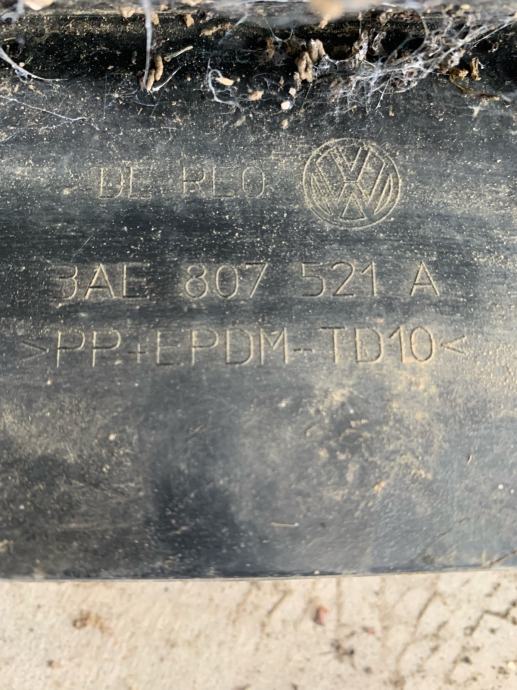 DE REO
3AE 807 521 A
>PP+EPDM-TD10<